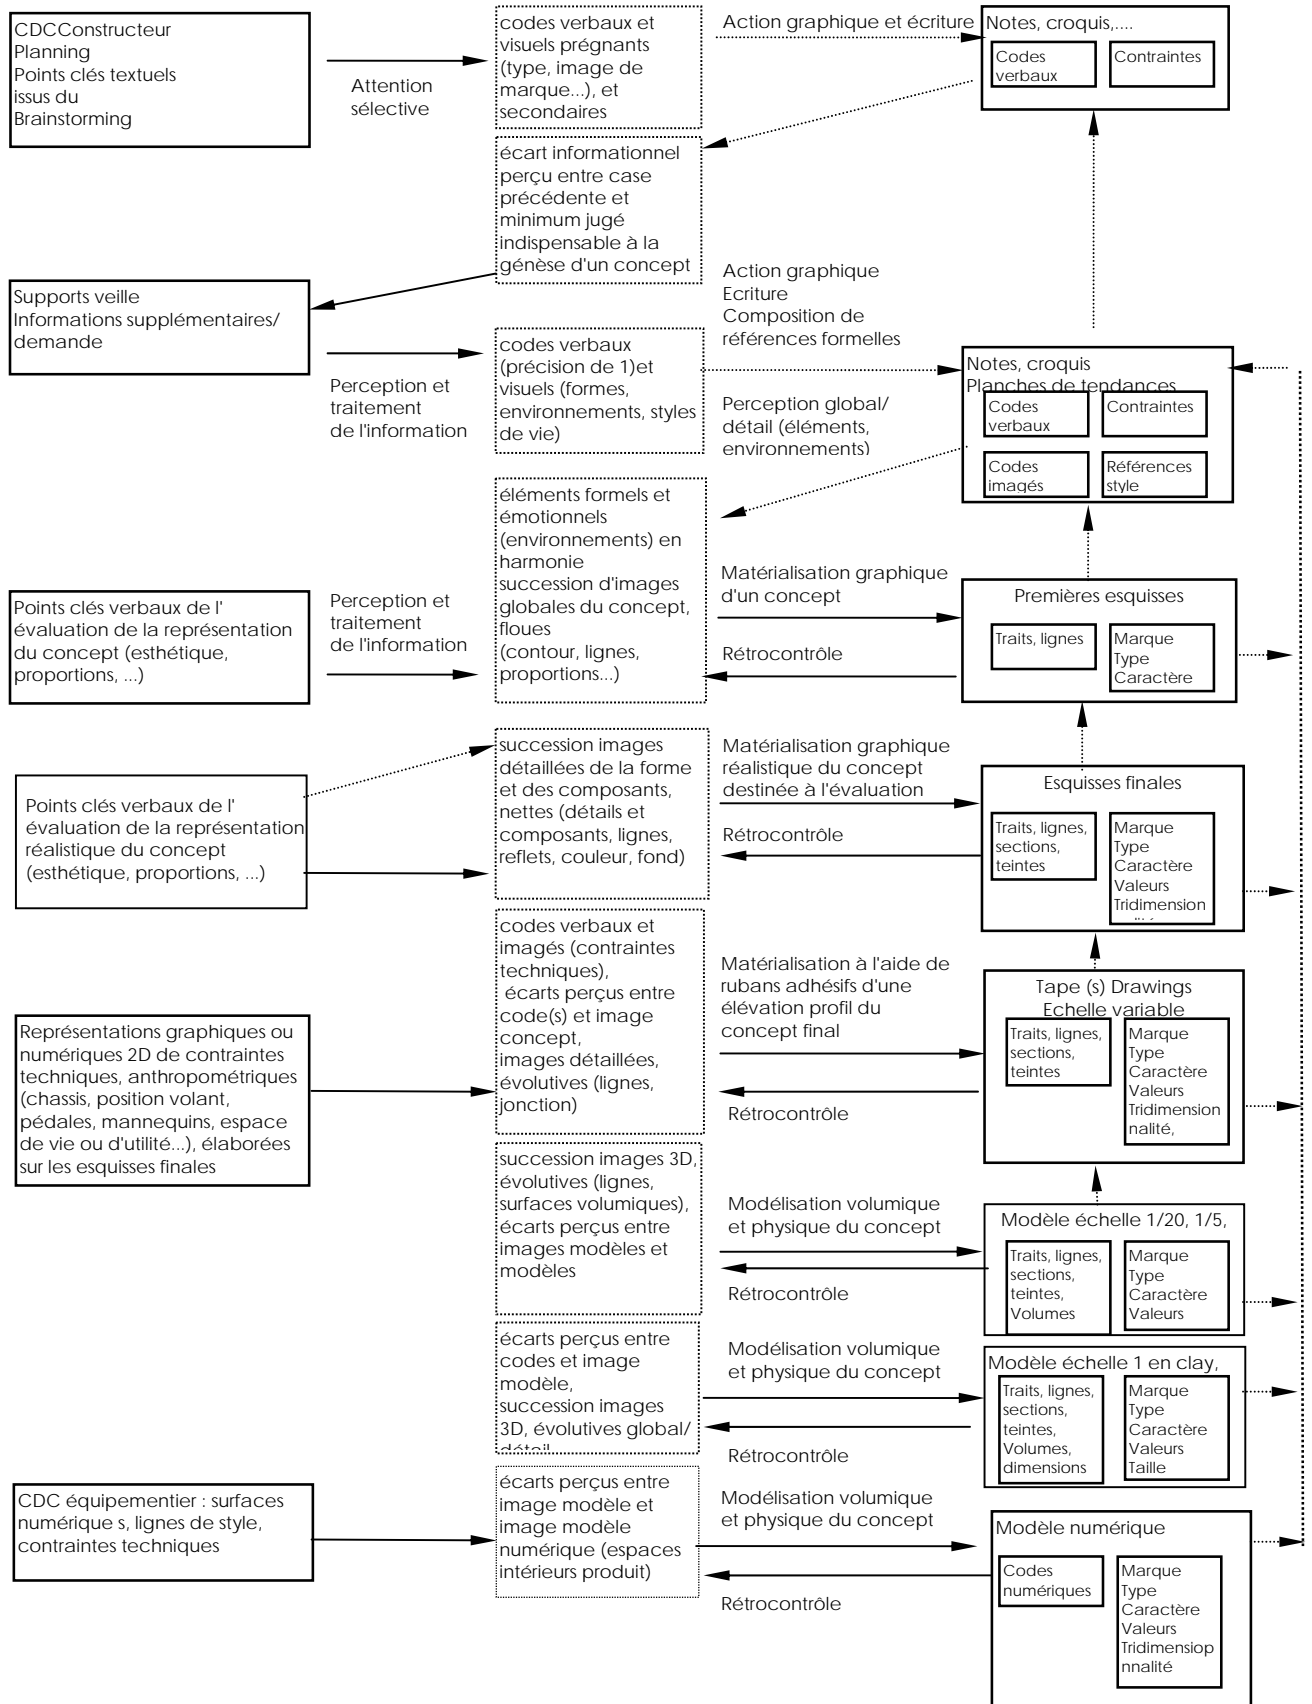 CDCConstructeur
Planning
Points clés textuels
issus du
Brainstorming
Attention
sélective
codes verbaux et
visuels prégnants
(type, image de
marque...), et
secondaires
Action graphique et écriture
Notes, croquis,....
Codes
verbaux
Contraintes
écart informationnel
perçu entre case
précédente et
minimum jugé
indispensable à la
génèse d'un concept
Supports veille
Informations supplémentaires/
demande
Perception et
traitement
de l'information
codes verbaux
(précision de 1)et
visuels (formes,
environnements, styles
de vie)
Action graphique
Ecriture
Composition de
références formelles
Perception global/
détail (éléments,
environnements)
Notes, croquis
Planches de tendances
Codes
verbaux
Contraintes
Codes
imagés
Références
style
Points clés verbaux de l'
évaluation de la représentation
du concept (esthétique,
proportions, ...)
Perception et
traitement
de l'information
éléments formels et
émotionnels
(environnements) en
harmonie
succession d'images
globales du concept,
floues
(contour, lignes,
proportions...)
Matérialisation graphique
d'un concept
Rétrocontrôle
Premières esquisses
Traits, lignes
Marque
Type
Caractère
Points clés verbaux de l'
évaluation de la représentation
réalistique du concept
(esthétique, proportions, ...)
succession images
détaillées de la forme
et des composants,
nettes (détails et
composants, lignes,
reflets, couleur, fond)
Matérialisation graphique
réalistique du concept
destinée à l'évaluation
Rétrocontrôle
Esquisses finales
Traits, lignes,
sections,
teintes
Marque
Type
Caractère
Valeurs
Tridimension
Représentations graphiques ou
numériques 2D de contraintes
techniques, anthropométriques
(chassis, position volant,
pédales, mannequins, espace
de vie ou d'utilité...), élaborées
sur les esquisses finales
codes verbaux et
imagés (contraintes
techniques),
écarts perçus entre
code(s) et image
concept,
images détaillées,
évolutives (lignes,
jonction)
Matérialisation à l'aide de
rubans adhésifs d'une
élévation profil du
concept final
Rétrocontrôle
Tape (s) Drawings
Echelle variable
Traits, lignes,
sections,
teintes
Marque
Type
Caractère
Valeurs
Tridimension
nnalité,
succession images 3D,
évolutives (lignes,
surfaces volumiques),
écarts perçus entre
images modèles et
modèles
Modélisation volumique
et physique du concept
Rétrocontrôle
Modèle échelle 1/20, 1/5,
Traits, lignes,
sections,
teintes,
Volumes
Marque
Type
Caractère
Valeurs
écarts perçus entre
codes et image
modèle,
succession images
3D, évolutives global/
détail
Modélisation volumique
et physique du concept
Rétrocontrôle
Modèle échelle 1 en clay,
Traits, lignes,
sections,
teintes,
Volumes,
dimensions
Marque
Type
Caractère
Valeurs
Taille
CDC équipementier : surfaces
numérique s, lignes de style,
contraintes techniques
écarts perçus entre
image modèle et
image modèle
numérique (espaces
intérieurs produit)
Modélisation volumique
et physique du concept
Rétrocontrôle
Modèle numérique
Codes
numériques
Marque
Type
Caractère
Valeurs
Tridimensiop
nnalité